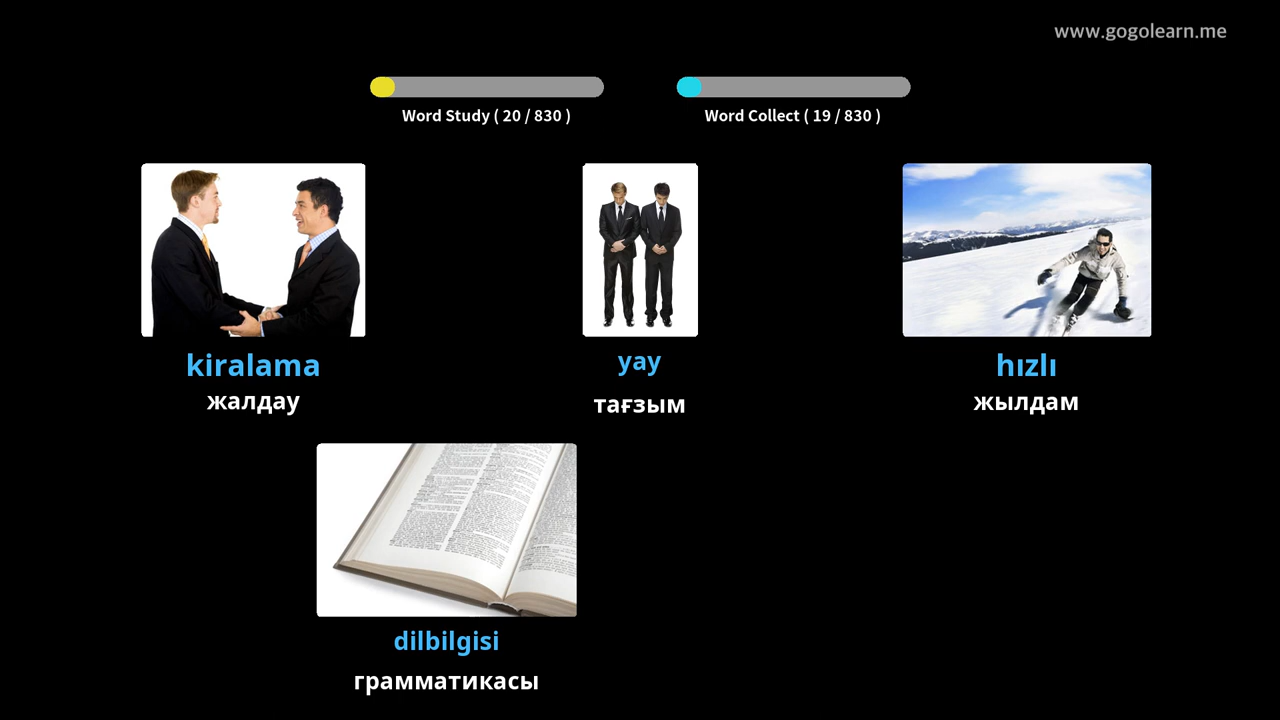 www.gogolearn.me
Word Study ( 20 / 830 )
Word Collect ( 19 / 830 )
kiralama
жалдау
yay
тағзым
hızlı
жылдам
dilbilgisi
грамматикасы